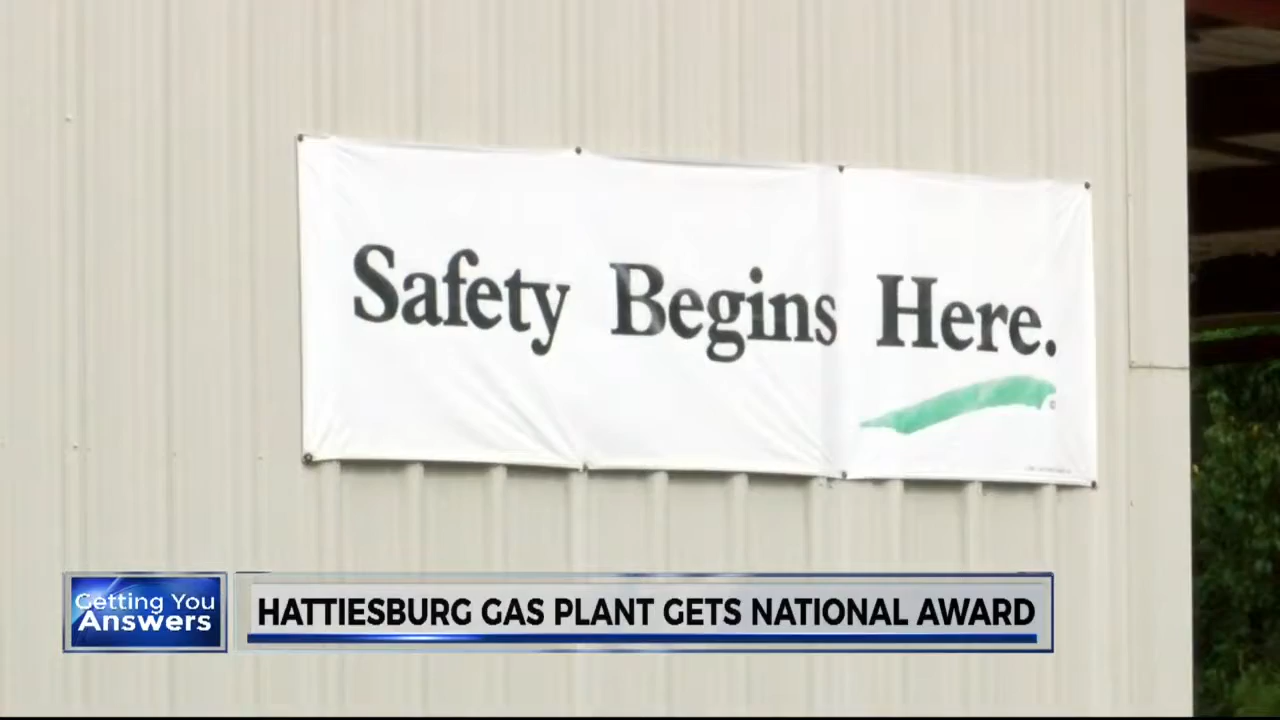 Safety Begins Here.
©
Getting You
Answers
HATTIESBURG GAS PLANT GETS NATIONAL AWARD